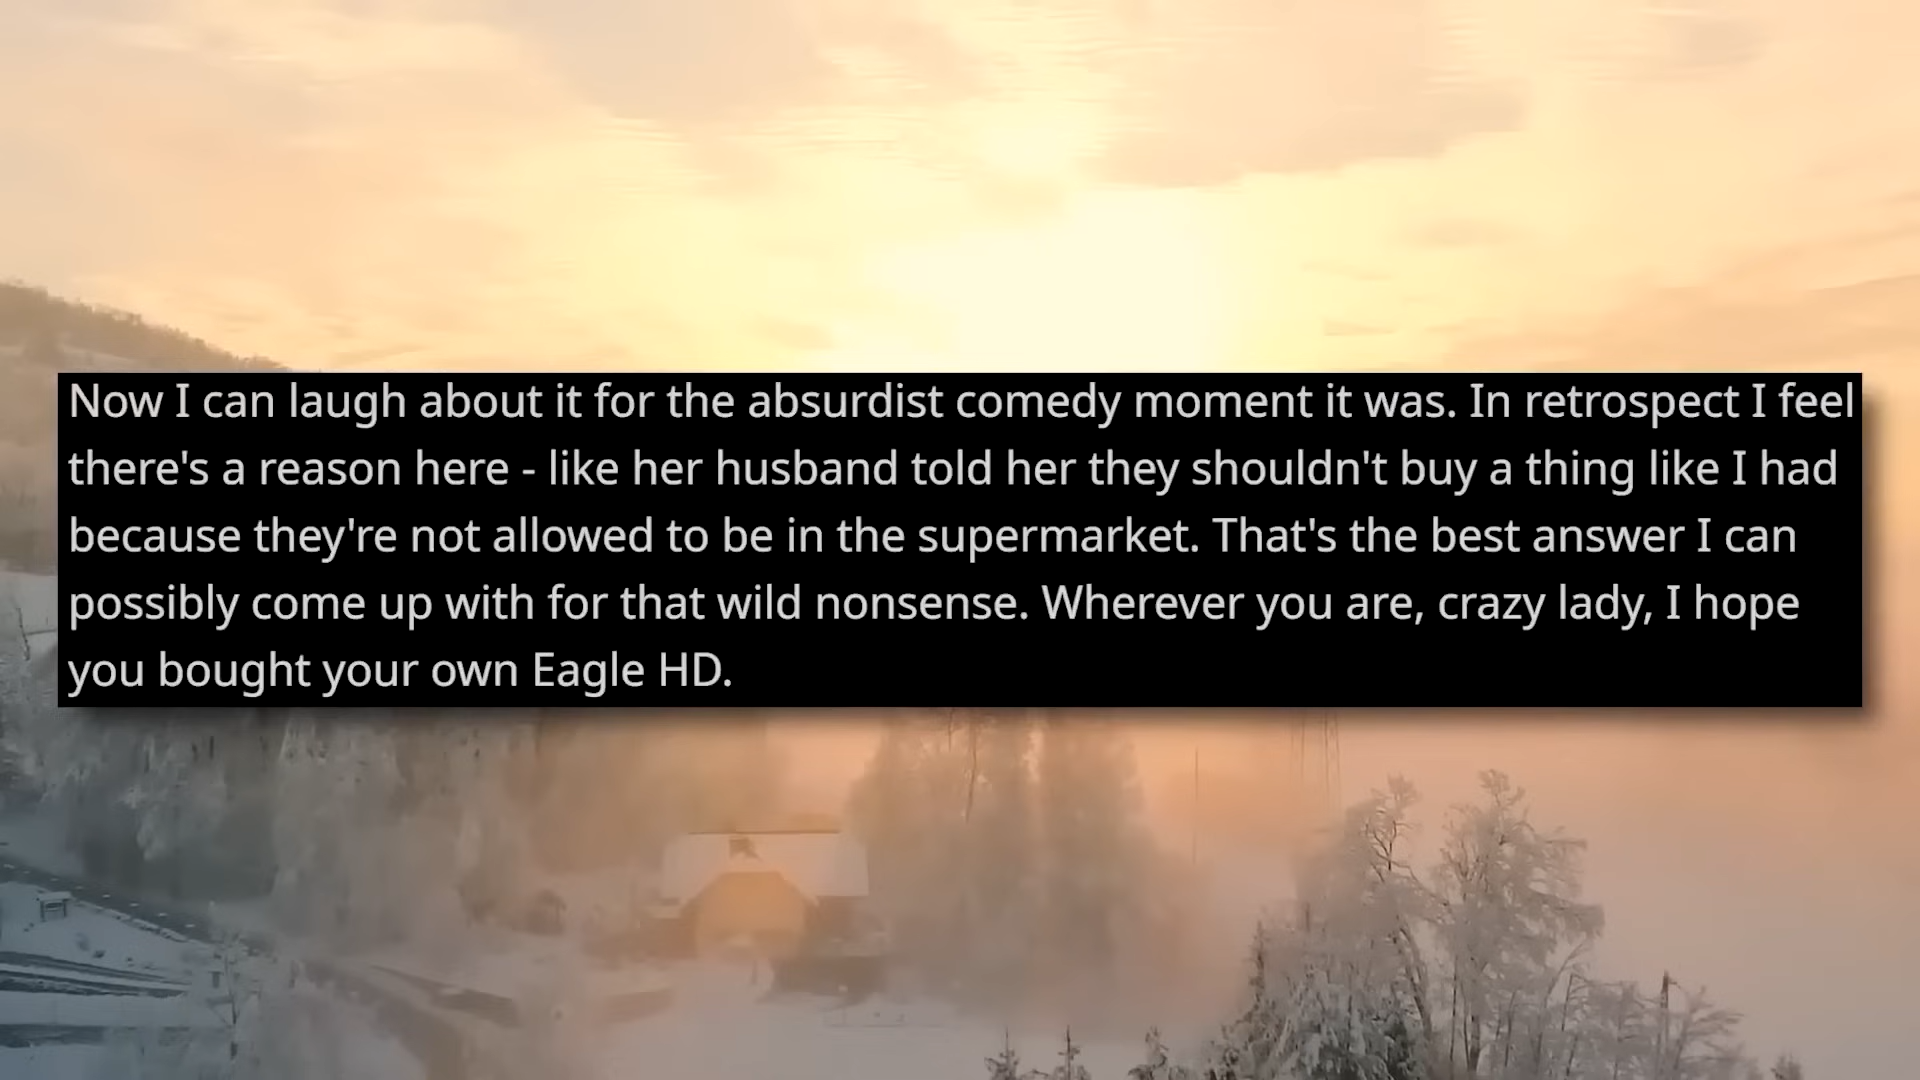 Now I can laugh about it for the absurdist comedy moment it was. In retrospect I feel
there's a reason here - like her husband told her they shouldn't buy a thing like I had
because they're not allowed to be in the supermarket. That's the best answer I can
possibly come up with for that wild nonsense. Wherever you are, crazy lady, I hope
you bought your own Eagle HD.